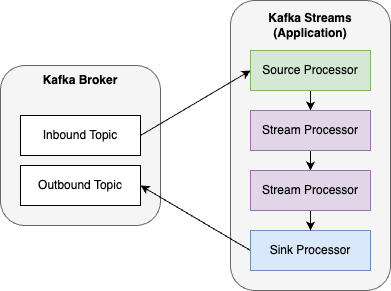 Kafka Streams
(Application)
Source Processor
Kafka Broker
Inbound Topic
Stream Processor
Outbound Topic
Stream Processor
Sink Processor